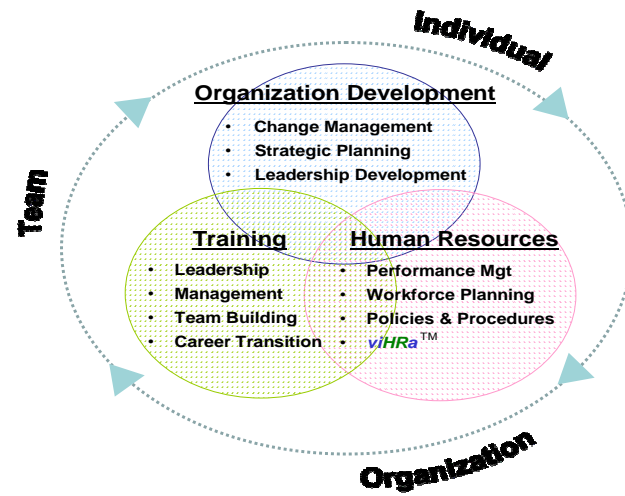 Individual
Organization Development
• Change Management
• Strategic Planning
• Leadership Development
Team
Training
• Leadership
• Management
• Team Building
• Career Transition
Human Resources
• Performance Mgt
• Workforce Planning
• Policies & Procedures
• viHRa™
Organization